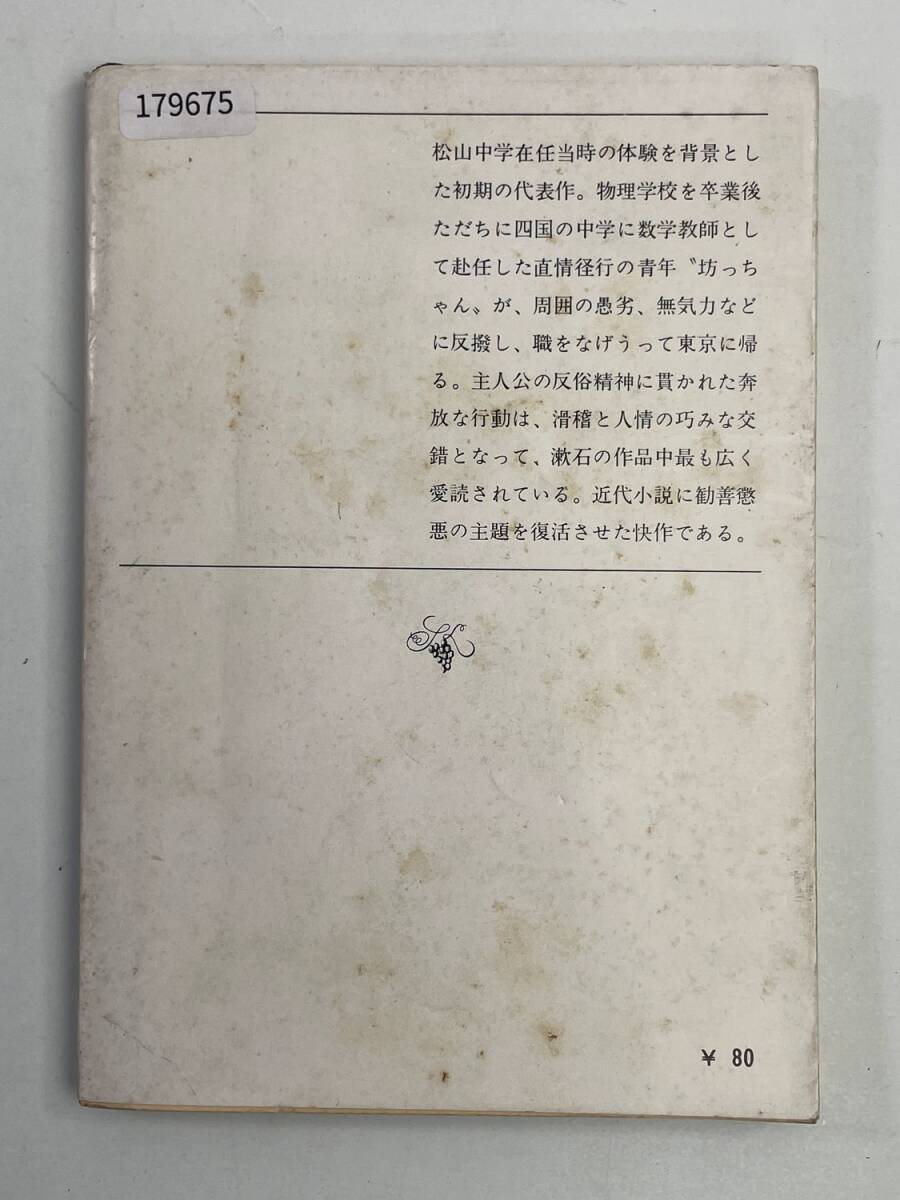 179675
松山中学在任当時の体験を背景とし
た初期の代表作。物理学校を卒業後
ただちに四国の中学に数学教師とし
て赴任した直情径行の青年〝坊っち
ゃん〟が、周囲の愚劣、無気力など
に反撥し、職をなげうって東京に帰
る。主人公の反俗精神に貫かれた奔
放な行動は、滑稽と人情の巧みな交
錯となって、漱石の作品中最も広く
愛読されている。近代小説に勧善懲
悪の主題を復活させた快作である。
¥ 80